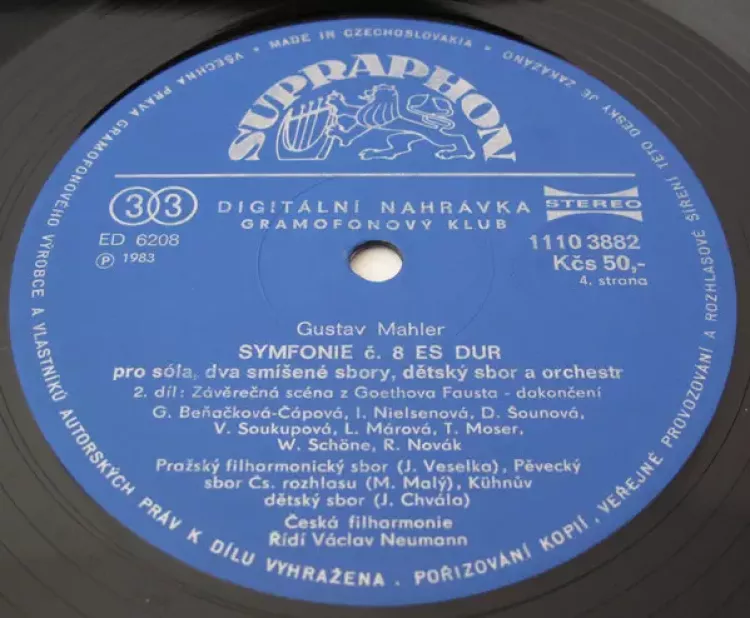 VŠECHNA PRÁVA GRAMOFONOVÉHO VÝROBCE A VLASTNÍKŮ AUTORSKÝCH PRÁV K DÍLU VYHRAŽENA . POŘIZOVÁNÍ KOPIÍ, VEŘEJNÉ PROVOZOVÁNÍ A ROZHLASOVÉ ŠÍŘENÍ TÉTO DESKY JE ZAKÁZÁNO • MADE IN CZECHOSLOVAKIA •
SUPRAPHON
33 DIGITÁLNÍ NAHRÁVKA STEREO
GRAMOFONOVÝ KLUB
ED 6208 1110 3882
Ⓟ 1983 Kčs 50,-
4. strana
Gustav Mahler
SYMFONIE č. 8 ES DUR
pro sóla, dva smíšené sbory, dětský sbor a orchestr
2. díl: Závěrečná scéna z Goethova Fausta - dokončení
G. Beňačková-Čápová, I. Nielsenová, D. Šounová,
V. Soukupová, L. Márová, T. Moser,
W. Schöne, R. Novák
Pražský filharmonický sbor (J. Veselka), Pěvecký
sbor Čs. rozhlasu (M. Malý), Kühnův
dětský sbor (J. Chvála)
Česká filharmonie
Řídí Václav Neumann